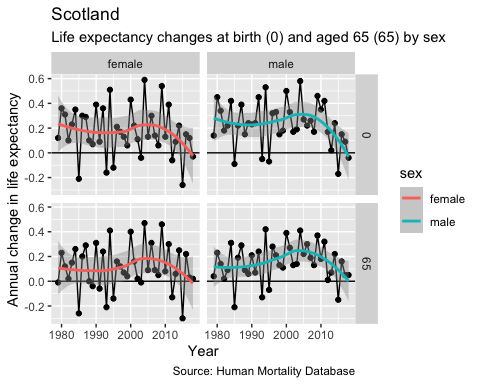 Scotland
Life expectancy changes at birth (0) and aged 65 (65) by sex
female
male
Annual change in life expectancy
0.6
0.4
0.2
0.0
-0.2
0
0.6
0.4
0.2
0.0
-0.2
65
1980 1990 2000 2010
1980 1990 2000 2010
Year
sex
female
male
Source: Human Mortality Database